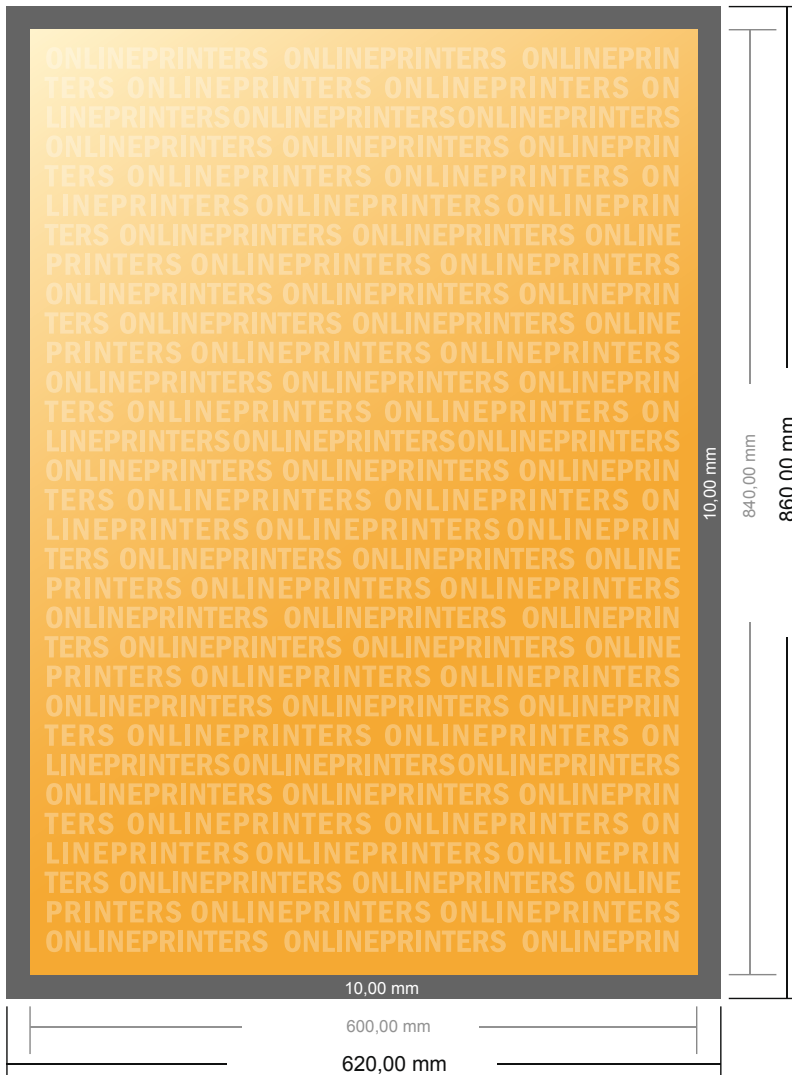 ONLINEPRINTERS ONLINEPRINTERS ONLINEPRIN
TERS ONLINEPRINTERS ONLINEPRINTERS ON
LINEPRINTERSONLINEPRINTERSONLINEPRINTERS
ONLINEPRINTERS ONLINEPRINTERS ONLINEPRIN
TERS ONLINEPRINTERS ONLINEPRINTERS ON
LINEPRINTERS ONLINEPRINTERS ONLINEPRIN
TERS ONLINEPRINTERS ONLINEPRINTERS ONLINE
PRINTERS ONLINEPRINTERS ONLINEPRINTERS
ONLINEPRINTERS ONLINEPRINTERS ONLINEPRIN
TERS ONLINEPRINTERS ONLINEPRINTERS ONLINE
PRINTERS ONLINEPRINTERS ONLINEPRINTERS
ONLINEPRINTERS ONLINEPRINTERS ONLINEPRIN
TERS ONLINEPRINTERS ONLINEPRINTERS ON
LINEPRINTERSONLINEPRINTERSONLINEPRINTERS
ONLINEPRINTERS ONLINEPRINTERS ONLINEPRIN
TERS ONLINEPRINTERS ONLINEPRINTERS ON
LINEPRINTERS ONLINEPRINTERS ONLINEPRIN
TERS ONLINEPRINTERS ONLINEPRINTERS ONLINE
PRINTERS ONLINEPRINTERS ONLINEPRINTERS
ONLINEPRINTERS ONLINEPRINTERS ONLINEPRIN
TERS ONLINEPRINTERS ONLINEPRINTERS ONLINE
PRINTERS ONLINEPRINTERS ONLINEPRINTERS
ONLINEPRINTERS ONLINEPRINTERS ONLINEPRIN
TERS ONLINEPRINTERS ONLINEPRINTERS ON
LINEPRINTERSONLINEPRINTERSONLINEPRINTERS
ONLINEPRINTERS ONLINEPRINTERS ONLINEPRIN
TERS ONLINEPRINTERS ONLINEPRINTERS ON
LINEPRINTERS ONLINEPRINTERS ONLINEPRIN
TERS ONLINEPRINTERS ONLINEPRINTERS ONLINE
PRINTERS ONLINEPRINTERS ONLINEPRINTERS
ONLINEPRINTERS ONLINEPRINTERS ONLINEPRIN
10,00 mm
840,00 mm
860,00 mm
10,00 mm
600,00 mm
620,00 mm